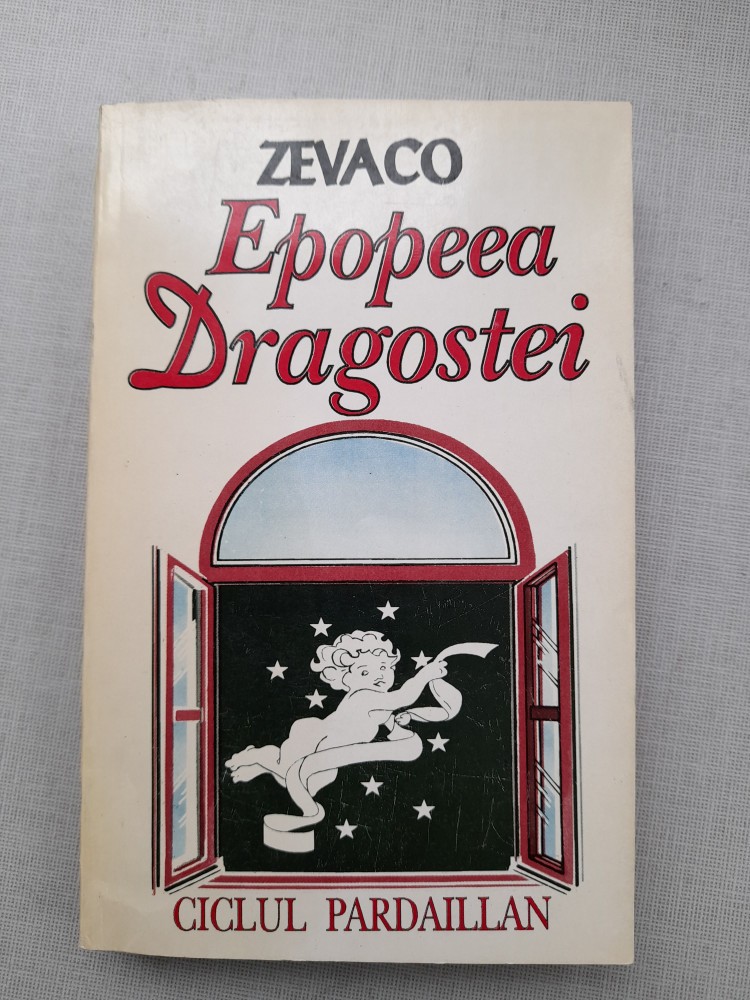 ZEVACO
Epopeea
Dragostei
CICLUL PARDAILLAN